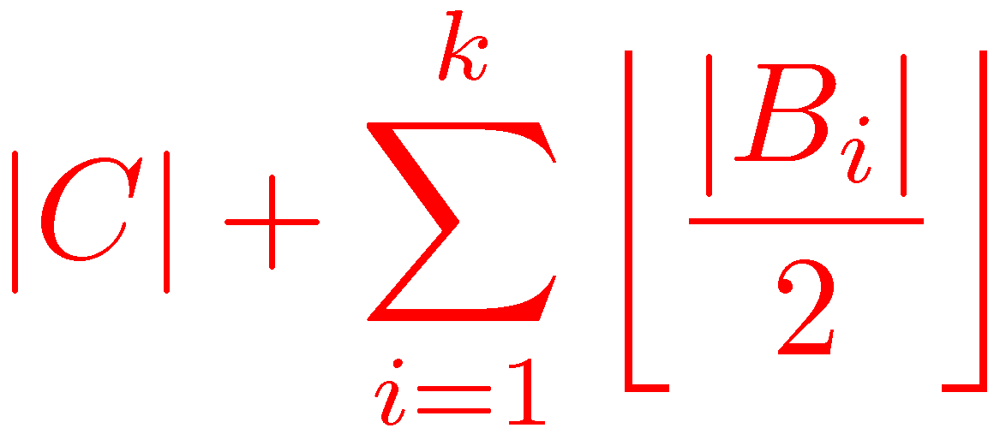 $|C| + \sum_{i=1}^{k} \left\lfloor \frac{|B_i|}{2} \right\rfloor$